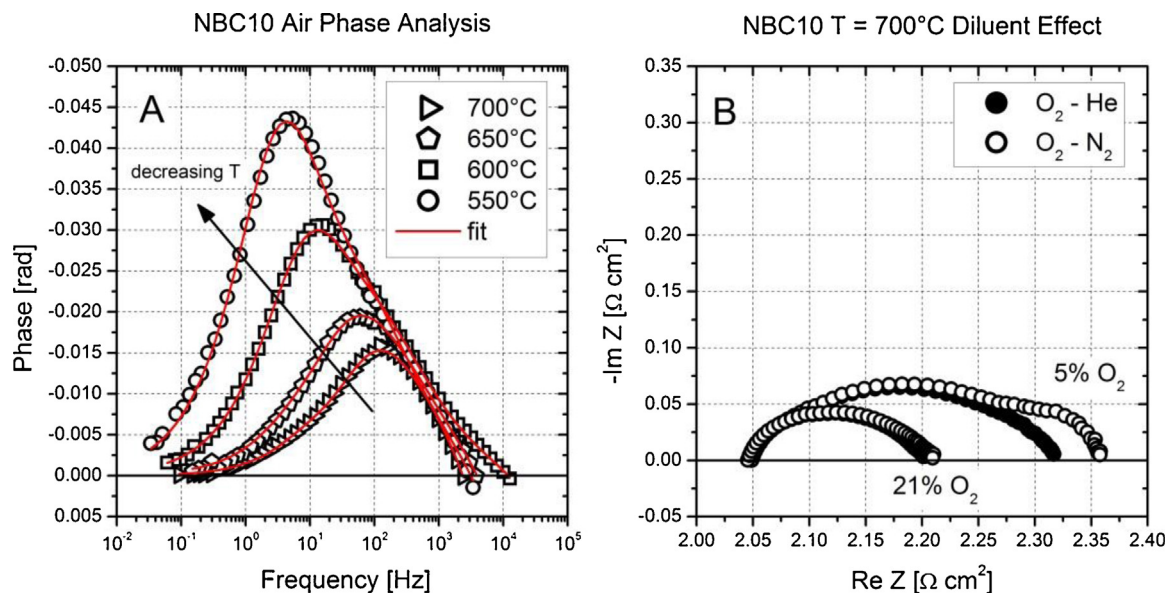 NBC10 Air Phase Analysis
-0.050
-0.045
-0.040
-0.035
-0.030
-0.025
-0.020
-0.015
-0.010
-0.005
0.000
0.005
Phase [rad]
A
decreasing T
700°C
650°C
600°C
550°C
fit
10⁻² 10⁻¹ 10⁰ 10¹ 10² 10³ 10⁴ 10⁵
Frequency [Hz]
NBC10 T = 700°C Diluent Effect
0.35
0.30
0.25
0.20
0.15
0.10
0.05
0.00
-0.05
-Im Z [Ω cm²]
B
O₂ - He
O₂ - N₂
5% O₂
21% O₂
2.00 2.05 2.10 2.15 2.20 2.25 2.30 2.35 2.40
Re Z [Ω cm²]